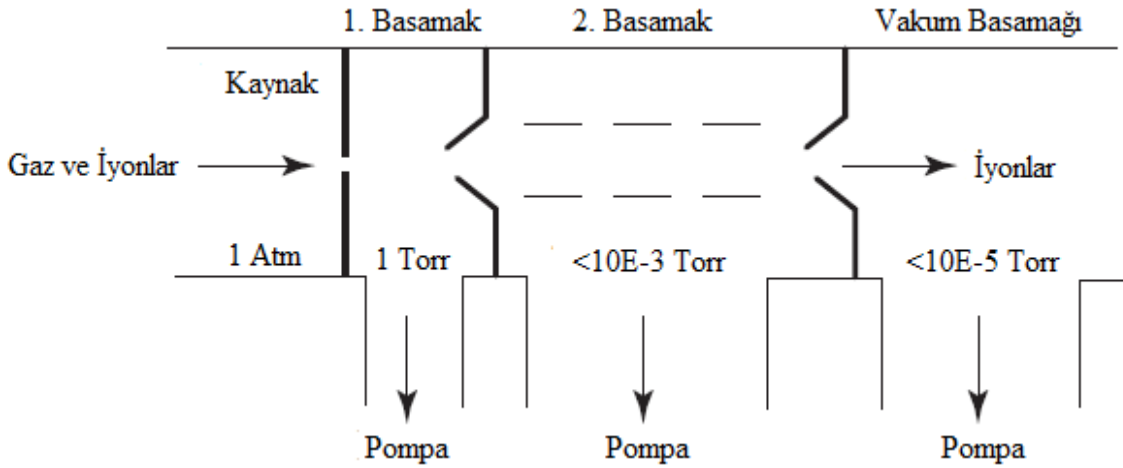 1. Basamak 2. Basamak Vakum Basamağı
Kaynak
Gaz ve İyonlar İyonlar
1 Atm 1 Torr <10E-3 Torr <10E-5 Torr
Pompa Pompa Pompa